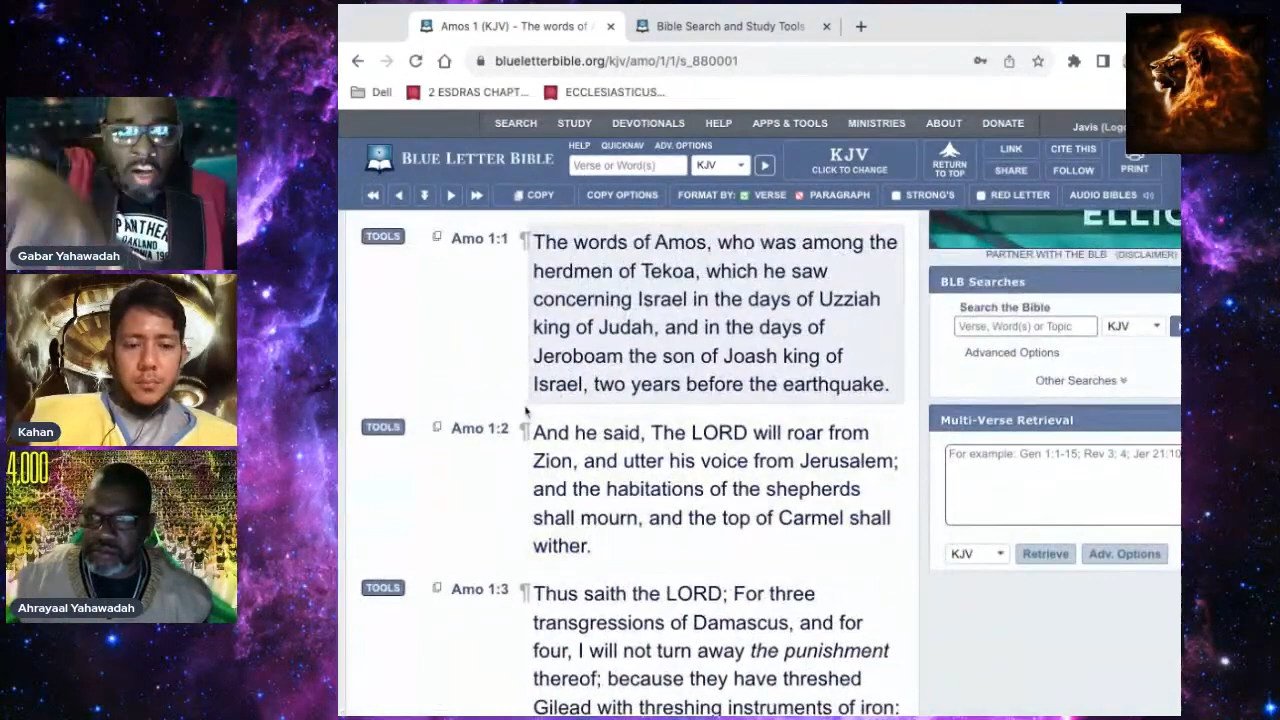 Amos 1 (KJV) - The words of
Bible Search and Study Tools
blueletterbible.org/kjv/amo/1/1/s_880001
Dell
2 ESDRAS CHAPT...
ECCLESIASTICUS...
SEARCH STUDY DEVOTIONALS HELP APPS & TOOLS MINISTRIES ABOUT DONATE
Javis (Logo
BLUE LETTER BIBLE
HELP QUICKNAV ADV. OPTIONS
Verse or Word(s)
KJV
KJV
CLICK TO CHANGE
RETURN
TO TOP
LINK
CITE THIS
SHARE
FOLLOW
PRINT
COPY
COPY OPTIONS
FORMAT BY: VERSE PARAGRAPH
STRONG'S
RED LETTER
AUDIO BIBLES
TOOLS
Amo 1:1
¶ The words of Amos, who was among the
herdmen of Tekoa, which he saw
concerning Israel in the days of Uzziah
king of Judah, and in the days of
Jeroboam the son of Joash king of
Israel, two years before the earthquake.
TOOLS
Amo 1:2
¶ And he said, The LORD will roar from
Zion, and utter his voice from Jerusalem;
and the habitations of the shepherds
shall mourn, and the top of Carmel shall
wither.
TOOLS
Amo 1:3
¶ Thus saith the LORD; For three
transgressions of Damascus, and for
four, I will not turn away the punishment
thereof; because they have threshed
Gilead with threshing instruments of iron:
PARTNER WITH THE BLB (DISCLAIMER)
BLB Searches
Search the Bible
Verse, Word(s) or Topic
KJV
Advanced Options
Other Searches
Multi-Verse Retrieval
For example: Gen 1:1-15; Rev 3; 4; Jer 21:10
KJV
Retrieve
Adv. Options
PANTHE
OAKLAND
Gabar Yahawadah
Kahan
4,000
Ahrayaal Yahawadah